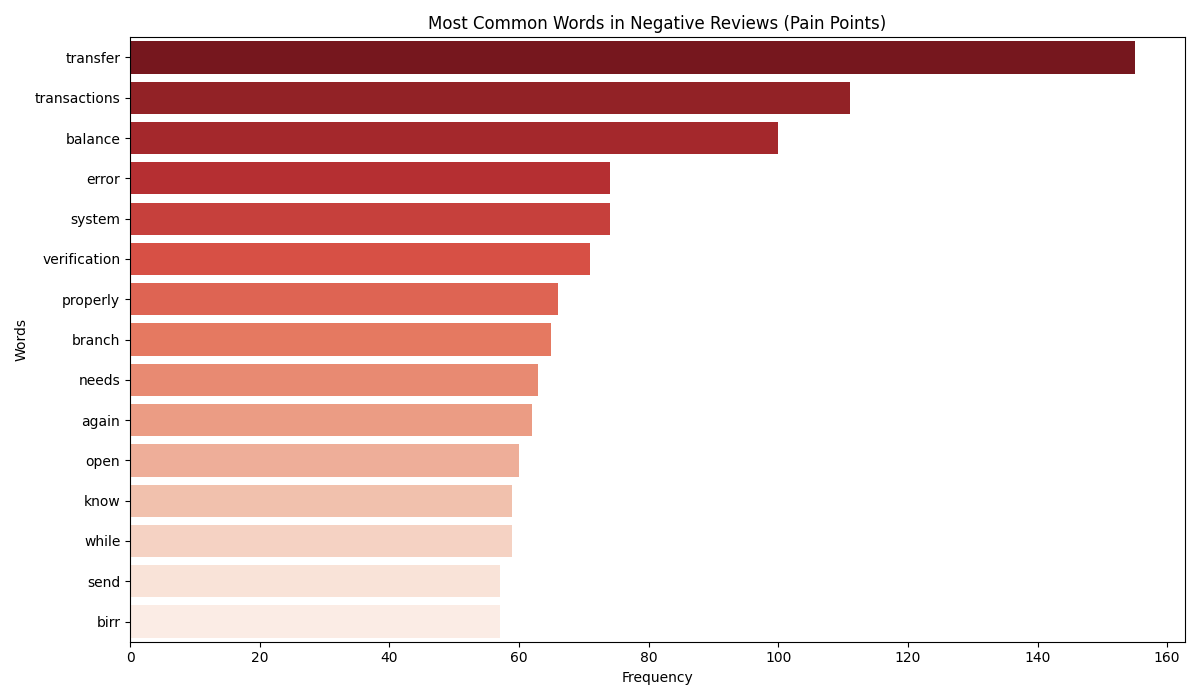 Most Common Words in Negative Reviews (Pain Points)
transfer
transactions
balance
error
system
verification
properly
branch
needs
again
open
know
while
send
birr
Words
0 20 40 60 80 100 120 140 160
Frequency